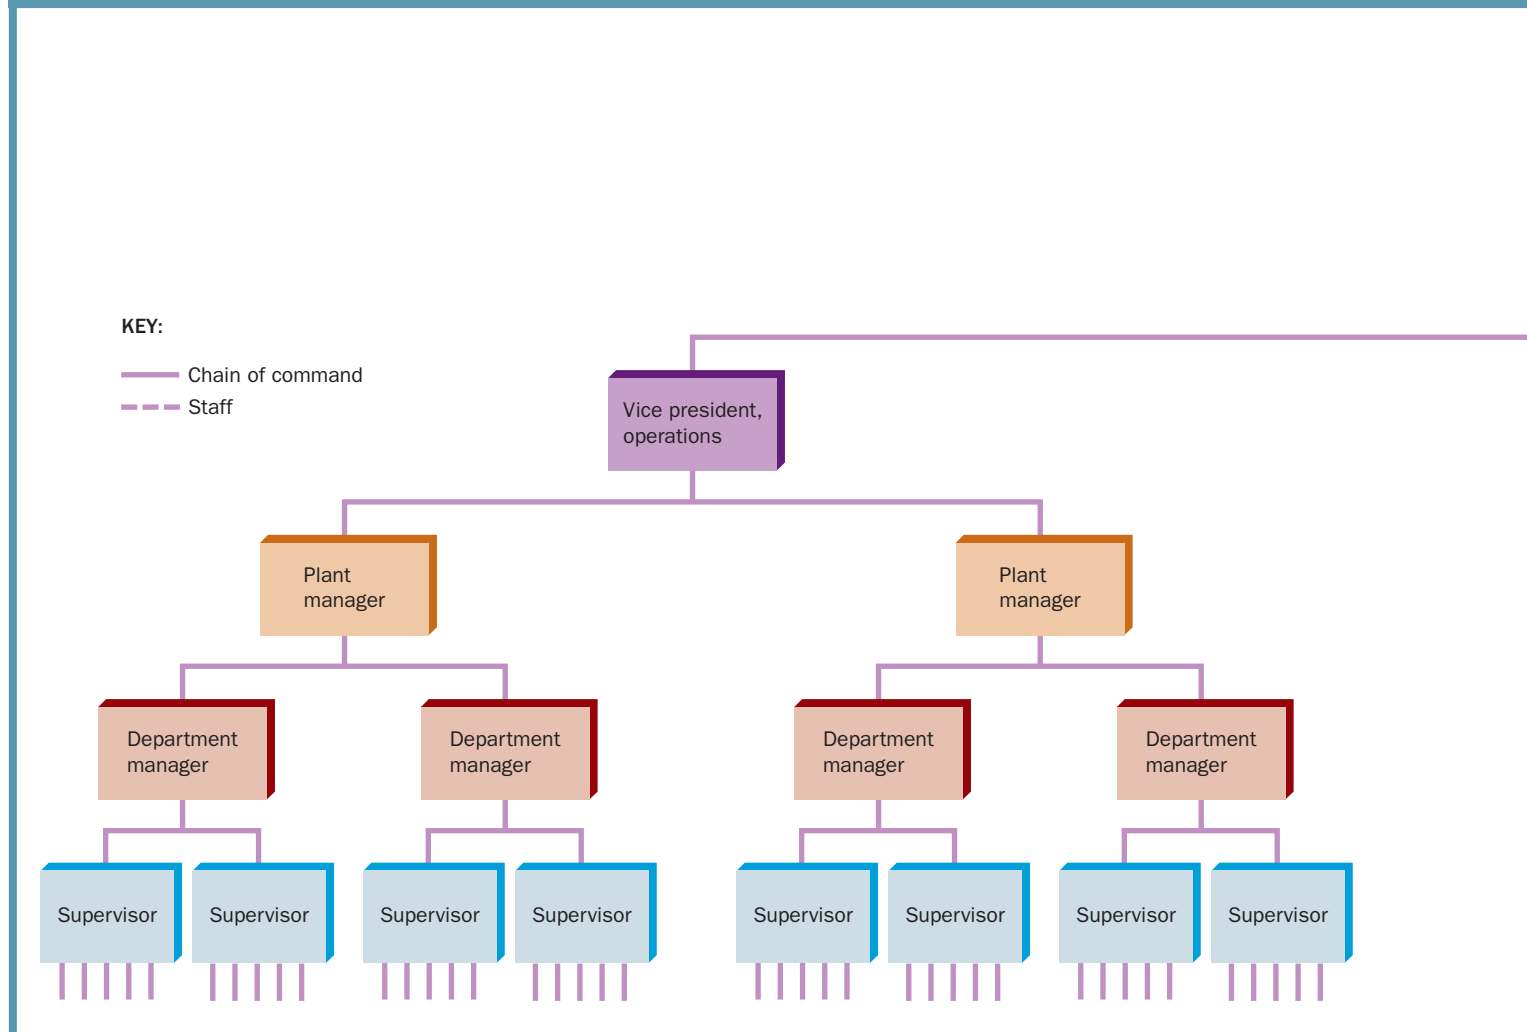 KEY:
Chain of command
Staff
Vice president,
operations
Plant
manager
Plant
manager
Department
manager
Department
manager
Department
manager
Department
manager
Supervisor
Supervisor
Supervisor
Supervisor
Supervisor
Supervisor
Supervisor
Supervisor